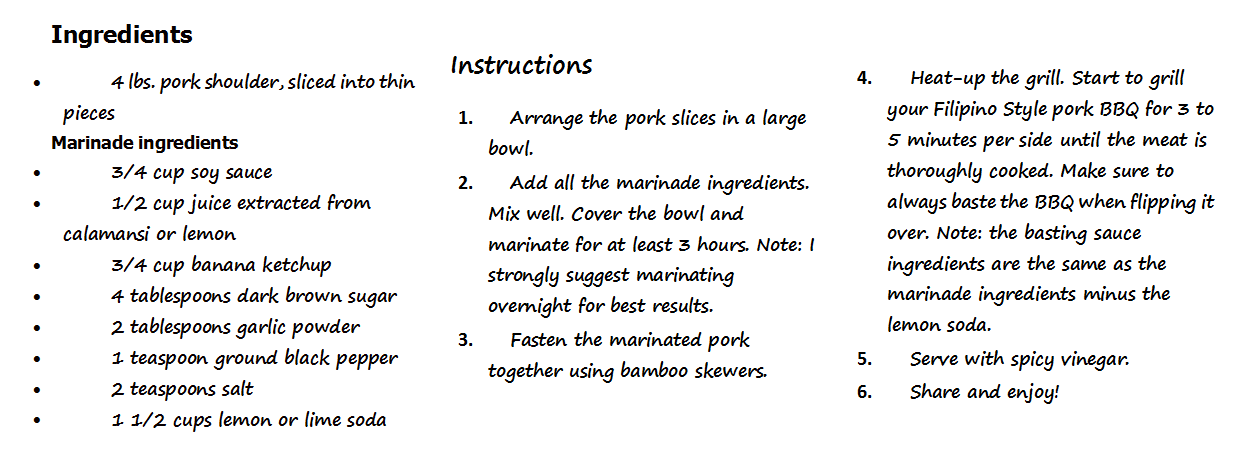 Ingredients
• 4 lbs. pork shoulder, sliced into thin
pieces
Marinade ingredients
• 3/4 cup soy sauce
• 1/2 cup juice extracted from
calamansi or lemon
• 3/4 cup banana ketchup
• 4 tablespoons dark brown sugar
• 2 tablespoons garlic powder
• 1 teaspoon ground black pepper
• 2 teaspoons salt
• 1 1/2 cups lemon or lime soda
Instructions
1. Arrange the pork slices in a large
bowl.
2. Add all the marinade ingredients.
Mix well. Cover the bowl and
marinate for at least 3 hours. Note: I
strongly suggest marinating
overnight for best results.
3. Fasten the marinated pork
together using bamboo skewers.
4. Heat-up the grill. Start to grill
your Filipino Style pork BBQ for 3 to
5 minutes per side until the meat is
thoroughly cooked. Make sure to
always baste the BBQ when flipping it
over. Note: the basting sauce
ingredients are the same as the
marinade ingredients minus the
lemon soda.
5. Serve with spicy vinegar.
6. Share and enjoy!